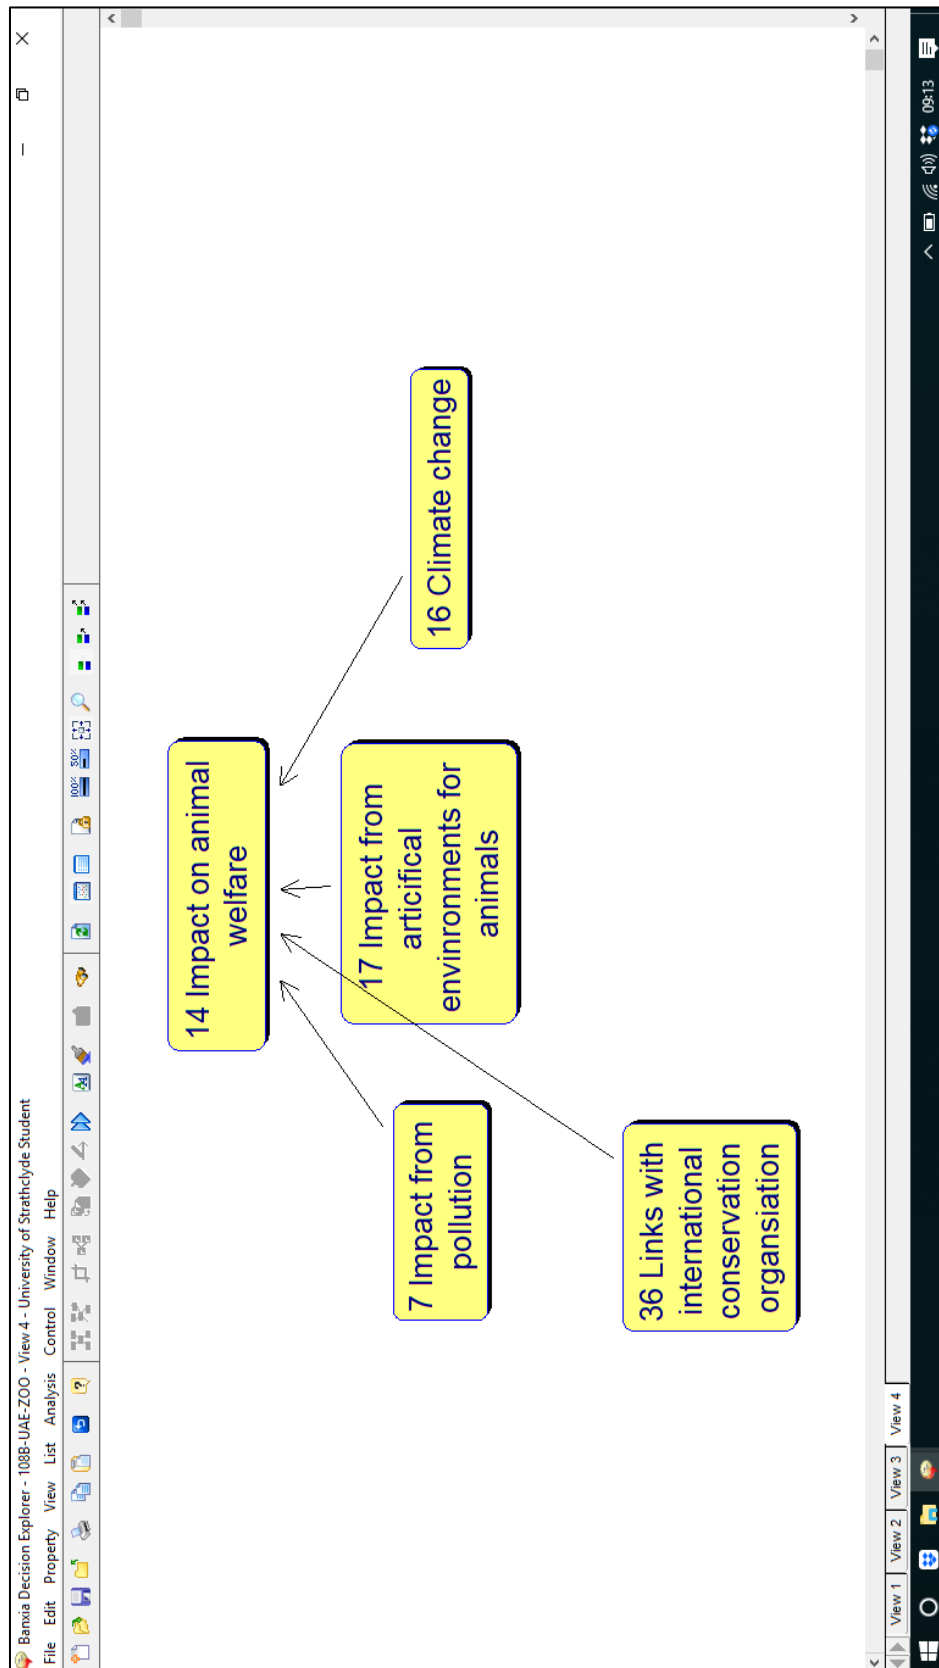 Banxia Decision Explorer - 108B-UAE-ZOO - View 4 - University of Strathclyde Student
File Edit Property View List Analysis Control Window Help
100% 50%
14 Impact on animal
welfare
7 Impact from
pollution
17 Impact from
articifical
envinronments for
animals
16 Climate change
36 Links with
international
conservation
organsiation
View 1 View 2 View 3 View 4
09:13